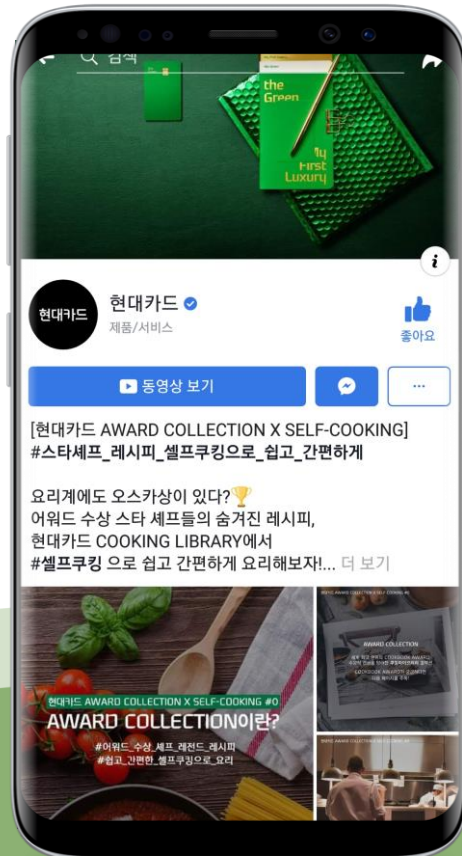 검색
the
Green
My
First
Luxury
현대카드
현대카드
제품/서비스
좋아요
동영상 보기
[현대카드 AWARD COLLECTION X SELF-COOKING]
#스타셰프_레시피_셀프쿠킹으로_쉽고_간편하게
요리계에도 오스카상이 있다?🏆
어워드 수상 스타 셰프들의 숨겨진 레시피,
현대카드 COOKING LIBRARY에서
#셀프쿠킹 으로 쉽고 간편하게 요리해보자!... 더 보기
현대카드 AWARD COLLECTION X SELF-COOKING #0
AWARD COLLECTION이란?
#어워드_수상_셰프_레전드_레시피
#쉽고_간편한_셀프쿠킹으로_요리
AWARD COLLECTION